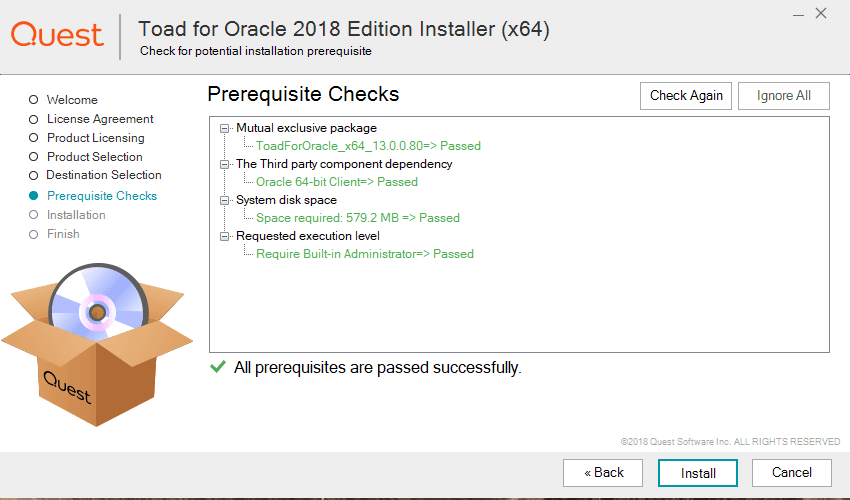 Quest
Toad for Oracle 2018 Edition Installer (x64)
Check for potential installation prerequisite
Welcome
License Agreement
Product Licensing
Product Selection
Destination Selection
Prerequisite Checks
Installation
Finish
Quest
Prerequisite Checks
Check Again
Ignore All
Mutual exclusive package
ToadForOracle_x64_13.0.0.80=> Passed
The Third party component dependency
Oracle 64-bit Client=> Passed
System disk space
Space required: 579.2 MB => Passed
Requested execution level
Require Built-in Administrator=> Passed
All prerequisites are passed successfully.
©2018 Quest Software Inc. ALL RIGHTS RESERVED
« Back
Install
Cancel